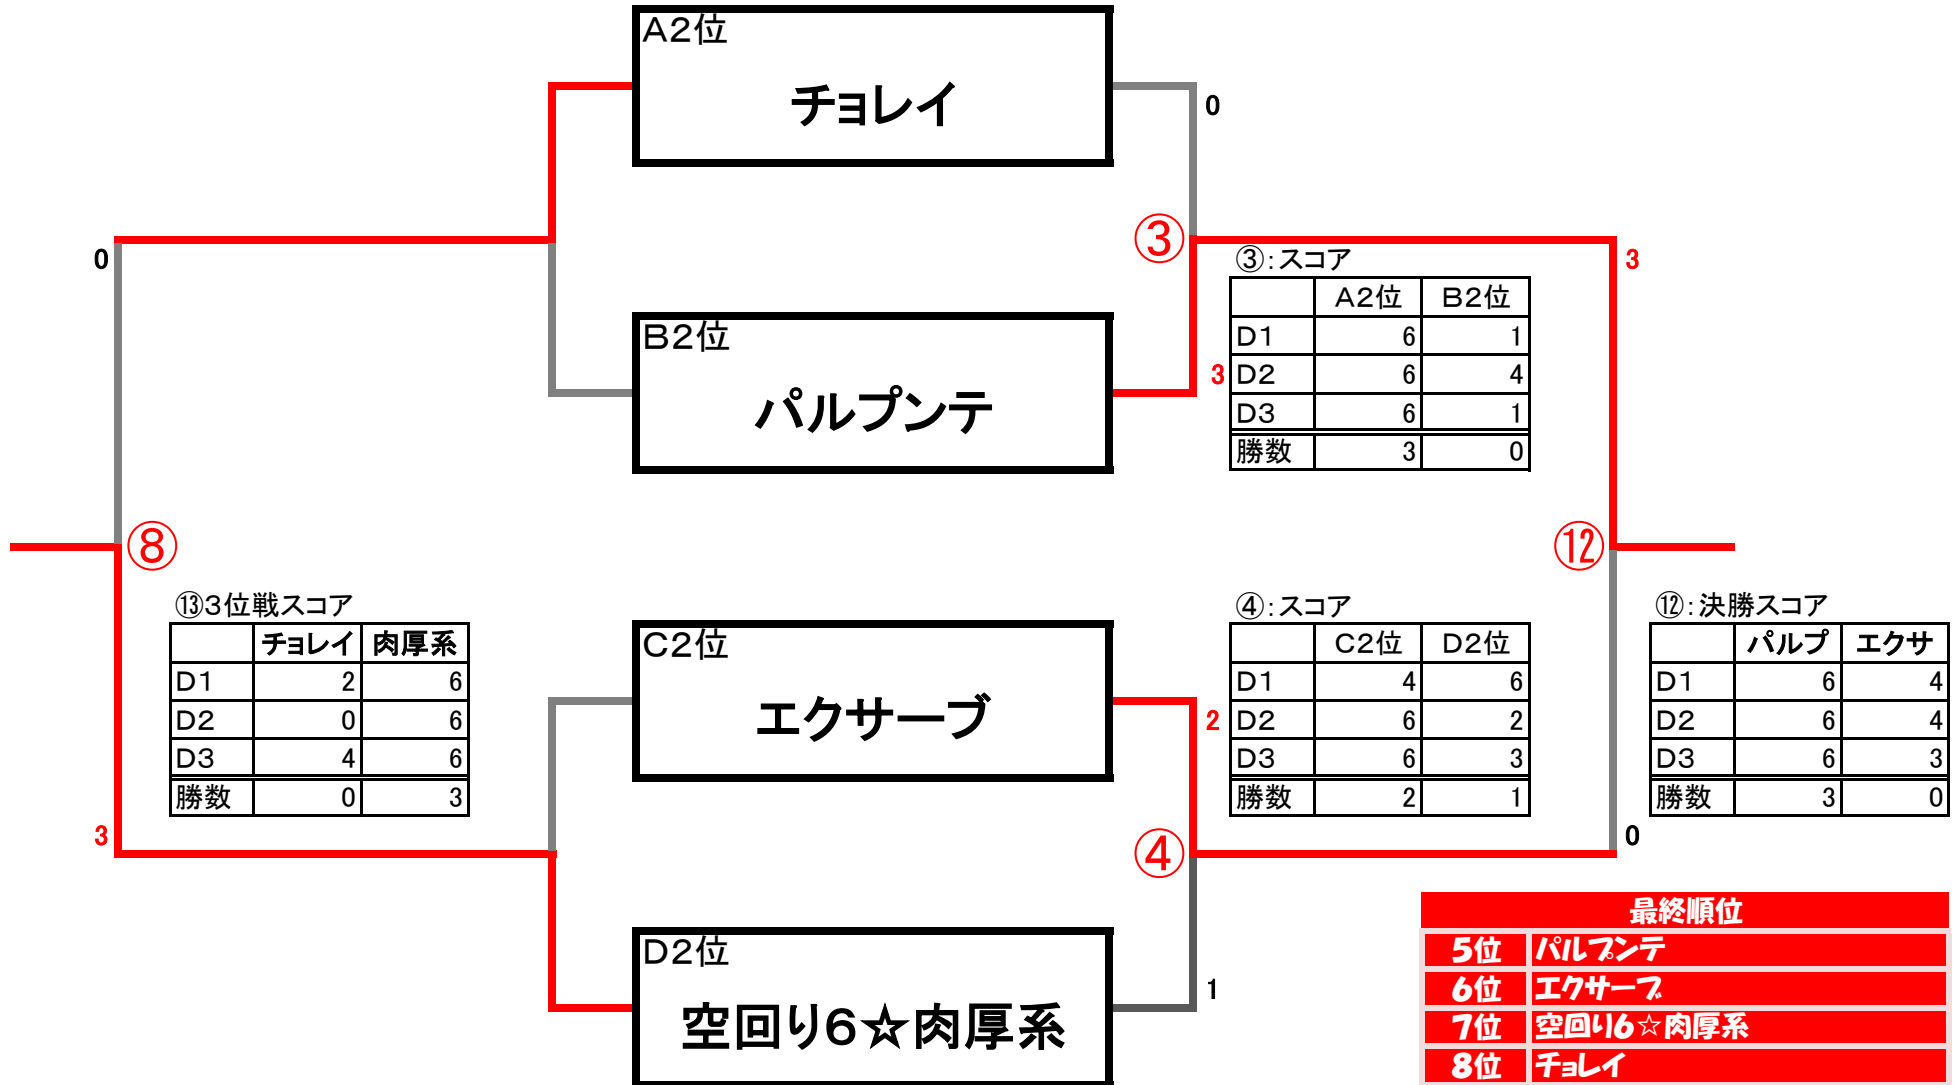 A2位
チョレイ
0
0
③
③:スコア
3
A2位 B2位
D1 6 1
B2位
パルプンテ
3
D2 6 4
D3 6 1
勝数 3 0
⑧
⑫
⑬3位戦スコア
チョレイ 肉厚系
D1 2 6
D2 0 6
D3 4 6
勝数 0 3
3
C2位
エクサーブ
2
④:スコア
C2位 D2位
D1 4 6
D2 6 2
D3 6 3
勝数 2 1
⑫:決勝スコア
パルプ エクサ
D1 6 4
D2 6 4
D3 6 3
勝数 3 0
0
④
D2位
空回り6☆肉厚系
1
最終順位
5位 パルプンテ
6位 エクサーブ
7位 空回り6☆肉厚系
8位 チョレイ